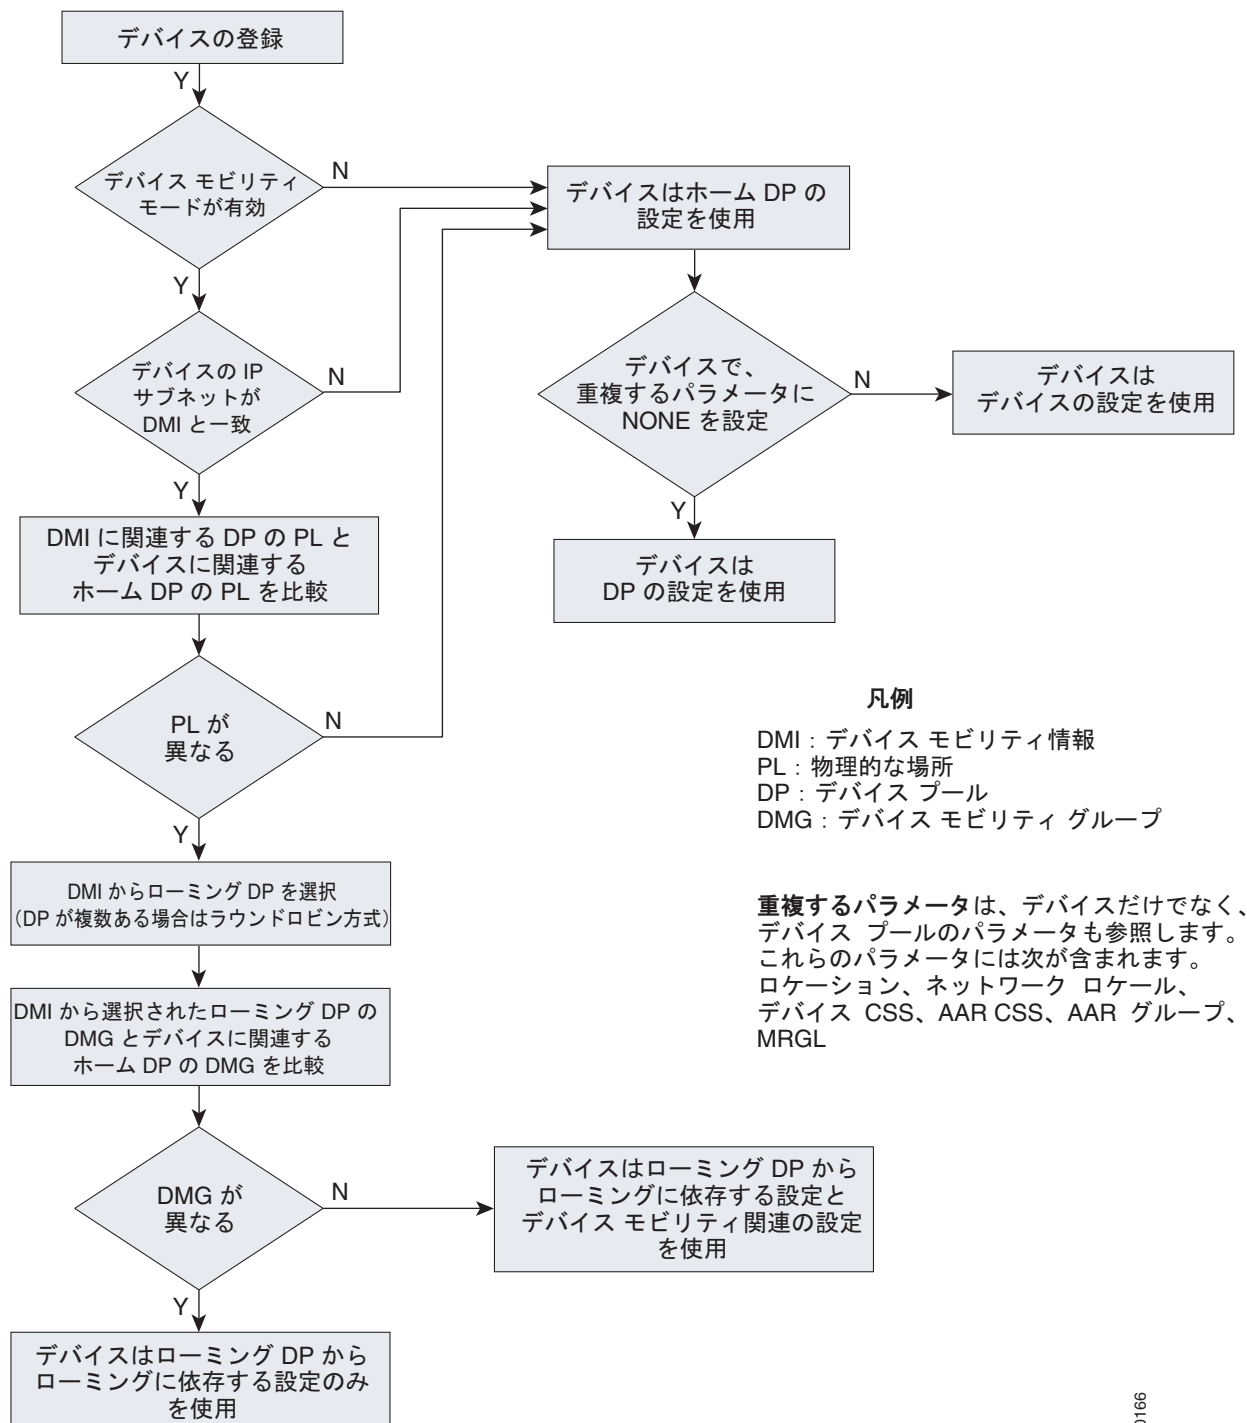 デバイスの登録
Y
デバイス モビリティ
モードが有効
N
デバイスはホーム DP の
設定を使用
Y
デバイスの IP
サブネットが
DMI と一致
N
デバイスで、
重複するパラメータに
NONE を設定
N
デバイスは
デバイスの設定を使用
Y
Y
DMI に関連する DP の PL と
デバイスに関連する
ホーム DP の PL を比較
デバイスは
DP の設定を使用
PL が
異なる
N
Y
凡例
DMI：デバイス モビリティ情報
PL：物理的な場所
DP：デバイス プール
DMG：デバイス モビリティ グループ
DMI からローミング DP を選択
（DP が複数ある場合はラウンドロビン方式）
重複するパラメータは、デバイスだけでなく、
デバイス プールのパラメータも参照します。
これらのパラメータには次が含まれます。
ロケーション、ネットワーク ロケール、
デバイス CSS、AAR CSS、AAR グループ、
MRGL
DMI から選択されたローミング DP の
DMG とデバイスに関連する
ホーム DP の DMG を比較
DMG が
異なる
N
デバイスはローミング DP から
ローミングに依存する設定と
デバイス モビリティ関連の設定
を使用
Y
デバイスはローミング DP から
ローミングに依存する設定のみ
を使用